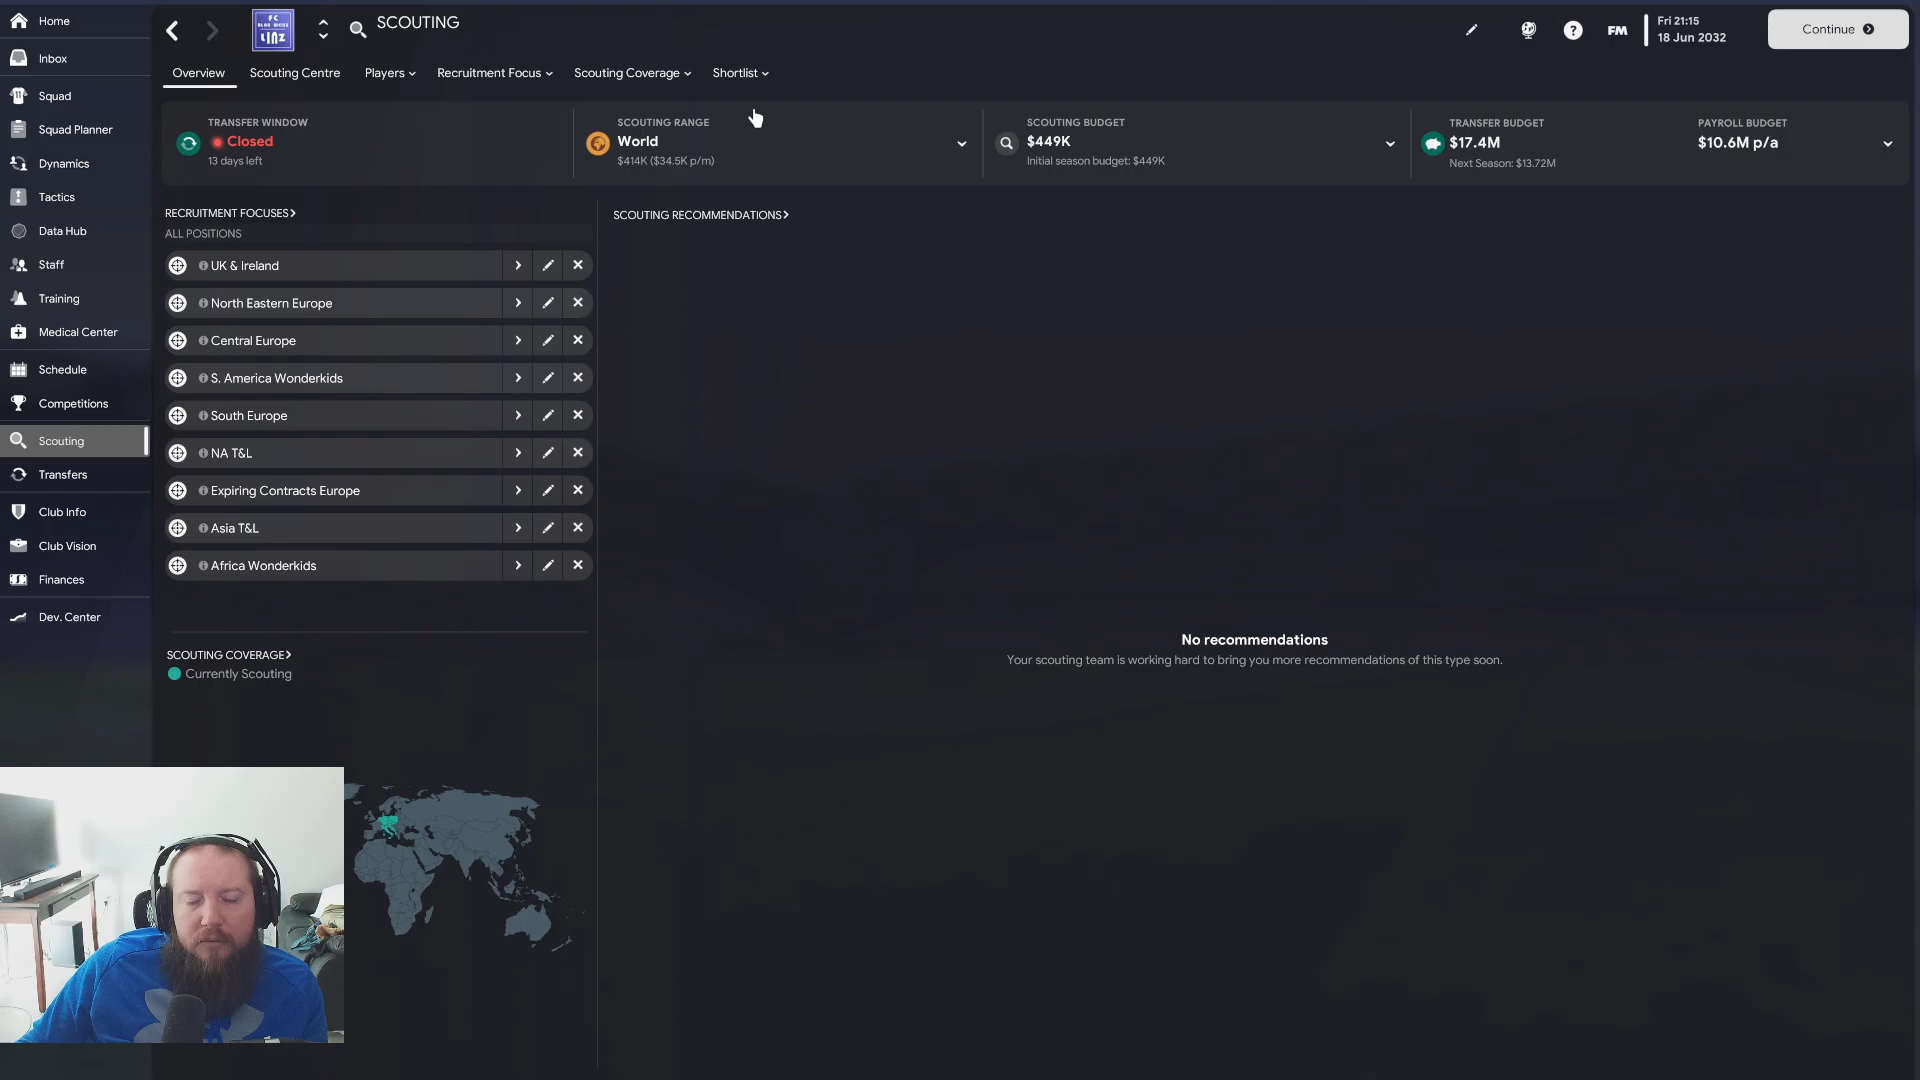 Home
Inbox
Squad
Squad Planner
Dynamics
Tactics
Data Hub
Staff
Training
Medical Center
Schedule
Competitions
Scouting
Transfers
Club Info
Club Vision
Finances
Dev. Center
FC
BLAU WEISS
LINZ
SCOUTING
FM
Fri 21:15
18 Jun 2032
Continue
Overview
Scouting Centre
Players
Recruitment Focus
Scouting Coverage
Shortlist
TRANSFER WINDOW
Closed
13 days left
SCOUTING RANGE
World
$414K ($34.5K p/m)
SCOUTING BUDGET
$449K
Initial season budget: $449K
TRANSFER BUDGET
$17.4M
Next Season: $13.72M
PAYROLL BUDGET
$10.6M p/a
RECRUITMENT FOCUSES
ALL POSITIONS
UK & Ireland
North Eastern Europe
Central Europe
S. America Wonderkids
South Europe
NA T&L
Expiring Contracts Europe
Asia T&L
Africa Wonderkids
SCOUTING COVERAGE
Currently Scouting
SCOUTING RECOMMENDATIONS
No recommendations
Your scouting team is working hard to bring you more recommendations of this type soon.